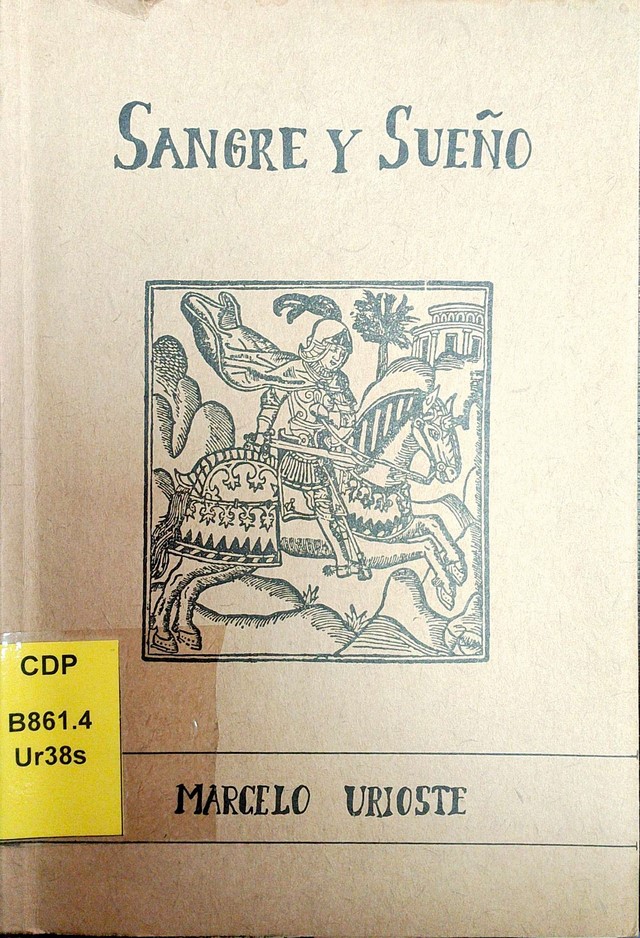 SANGRE Y SUEÑO
CDP
B861.4
Ur38s
MARCELO URIOSTE